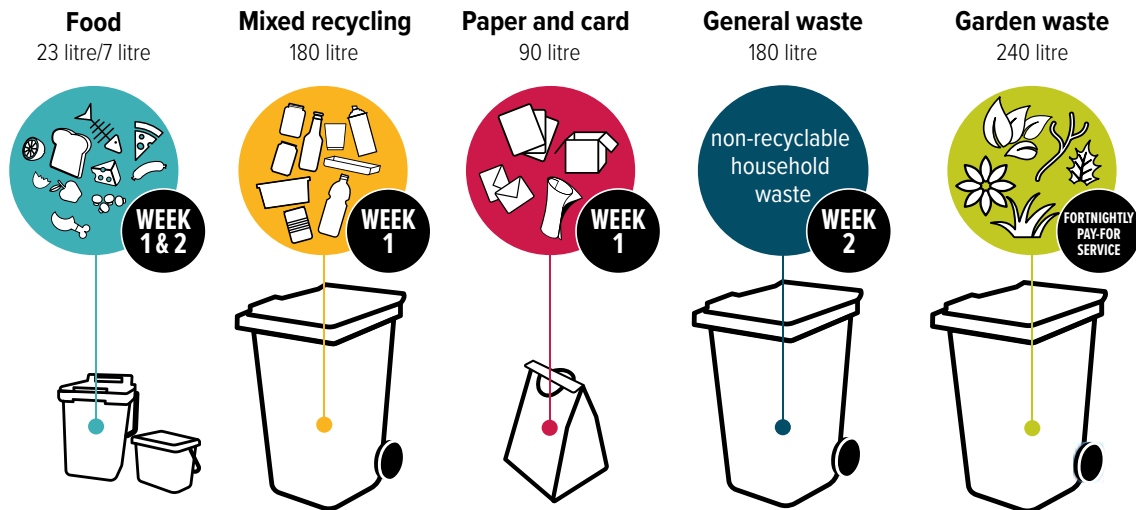 Food
23 litre/7 litre
WEEK
1 & 2
Mixed recycling
180 litre
WEEK
1
Paper and card
90 litre
WEEK
1
General waste
180 litre
non-recyclable
household
waste
WEEK
2
Garden waste
240 litre
FORTNIGHTLY
PAY-FOR
SERVICE